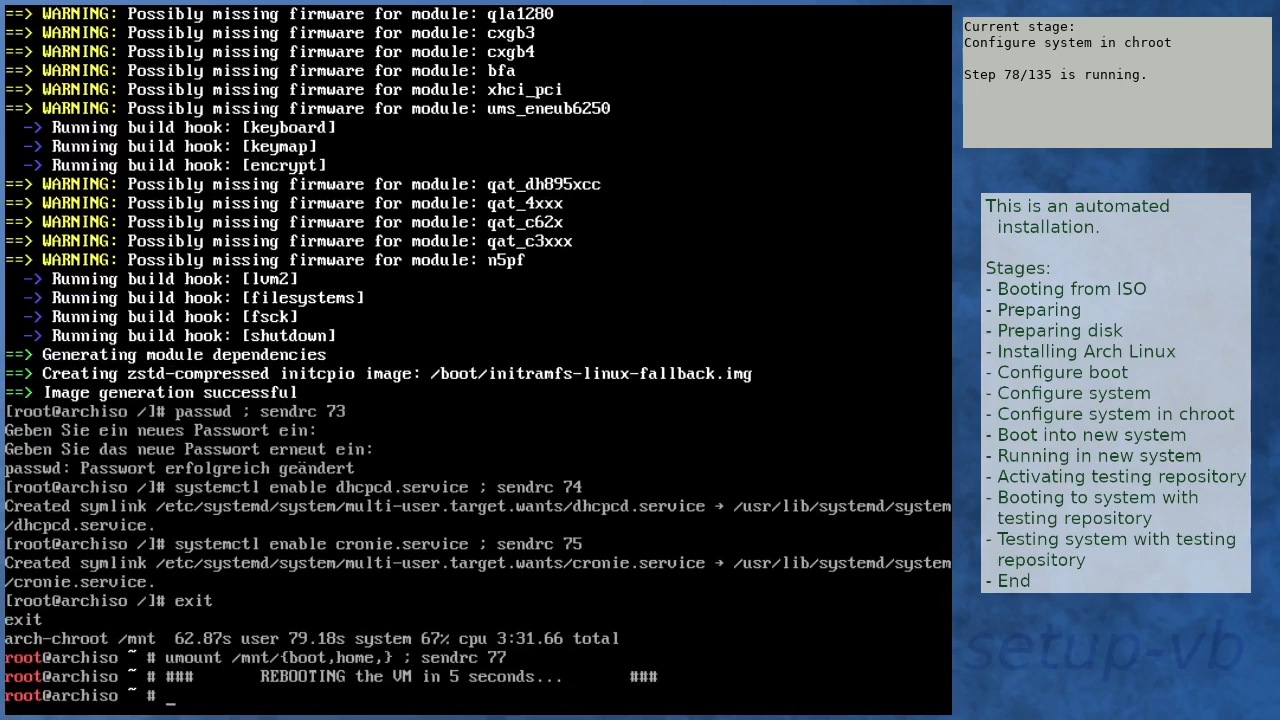 ==> WARNING: Possibly missing firmware for module: qla1280
==> WARNING: Possibly missing firmware for module: cxgb3
==> WARNING: Possibly missing firmware for module: cxgb4
==> WARNING: Possibly missing firmware for module: bfa
==> WARNING: Possibly missing firmware for module: xhci_pci
==> WARNING: Possibly missing firmware for module: ums_eneub6250
  -> Running build hook: [keyboard]
  -> Running build hook: [keymap]
  -> Running build hook: [encrypt]
==> WARNING: Possibly missing firmware for module: qat_dh895xcc
==> WARNING: Possibly missing firmware for module: qat_4xxx
==> WARNING: Possibly missing firmware for module: qat_c62x
==> WARNING: Possibly missing firmware for module: qat_c3xxx
==> WARNING: Possibly missing firmware for module: n5pf
  -> Running build hook: [lvm2]
  -> Running build hook: [filesystems]
  -> Running build hook: [fsck]
  -> Running build hook: [shutdown]
==> Generating module dependencies
==> Creating zstd-compressed initcpio image: /boot/initramfs-linux-fallback.img
==> Image generation successful
[root@archiso /]# passwd ; sendrc 73
Geben Sie ein neues Passwort ein:
Geben Sie das neue Passwort erneut ein:
passwd: Passwort erfolgreich geändert
[root@archiso /]# systemctl enable dhcpcd.service ; sendrc 74
Created symlink /etc/systemd/system/multi-user.target.wants/dhcpcd.service → /usr/lib/systemd/system
/dhcpcd.service.
[root@archiso /]# systemctl enable cronie.service ; sendrc 75
Created symlink /etc/systemd/system/multi-user.target.wants/cronie.service → /usr/lib/systemd/system
/cronie.service.
[root@archiso /]# exit
exit
arch-chroot /mnt  62.87s user 79.18s system 67% cpu 3:31.66 total
root@archiso ~ # umount /mnt/{boot,home,} ; sendrc 77
root@archiso ~ # ###       REBOOTING the VM in 5 seconds...       ###
root@archiso ~ # _
Current stage:
Configure system in chroot
Step 78/135 is running.
This is an automated
installation.
Stages:
- Booting from ISO
- Preparing
- Preparing disk
- Installing Arch Linux
- Configure boot
- Configure system
- Configure system in chroot
- Boot into new system
- Running in new system
- Activating testing repository
- Booting to system with
testing repository
- Testing system with testing
repository
- End
setup-vb